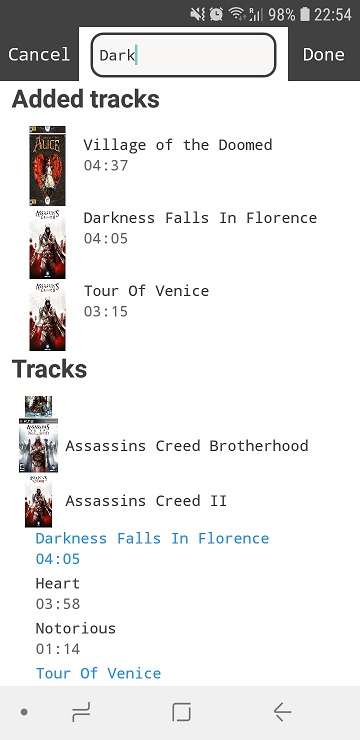 98% 22:54
Cancel Dark Done
Added tracks
ALICE
Village of the Doomed
04:37
Darkness Falls In Florence
04:05
Tour Of Venice
03:15
Tracks
Assassins Creed Brotherhood
Assassins Creed II
Darkness Falls In Florence
04:05
Heart
03:58
Notorious
01:14
Tour Of Venice